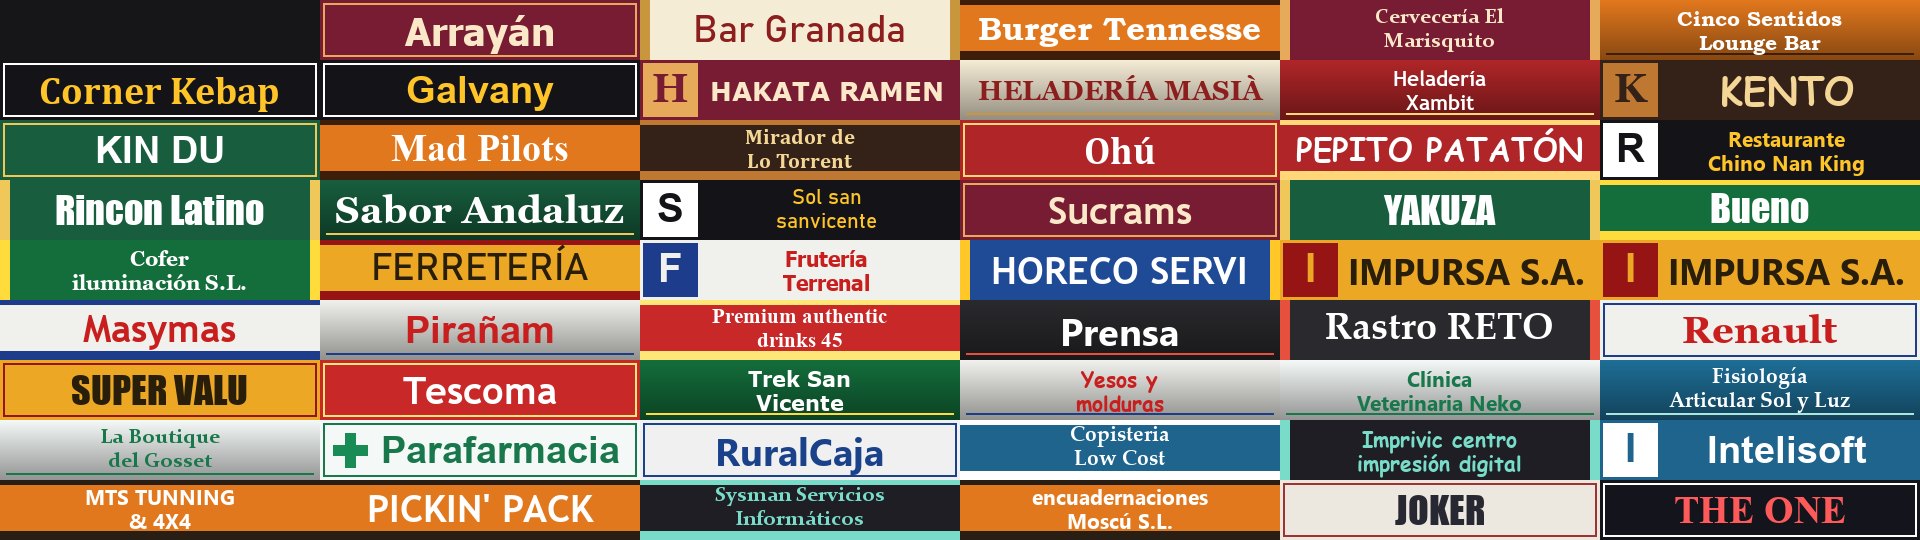 Arrayán
Bar Granada
Burger Tennesse
Cervecería El
Marisquito
Cinco Sentidos
Lounge Bar
Corner Kebap
Galvany
H HAKATA RAMEN
HELADERÍA MASIÀ
Heladería
Xambit
K KENTO
KIN DU
Mad Pilots
Mirador de
Lo Torrent
Ohú
PEPITO PATATÓN
R Restaurante
Chino Nan King
Rincon Latino
Sabor Andaluz
S Sol san
sanvicente
Sucrams
YAKUZA
Bueno
Cofer
iluminación S.L.
FERRETERÍA
F Frutería
Terrenal
HORECO SERVI
I IMPURSA S.A.
I IMPURSA S.A.
Masymas
Pirañam
Premium authentic
drinks 45
Prensa
Rastro RETO
Renault
SUPER VALU
Tescoma
Trek San
Vicente
Yesos y
molduras
Clínica
Veterinaria Neko
Fisiología
Articular Sol y Luz
La Boutique
del Gosset
Parafarmacia
RuralCaja
Copisteria
Low Cost
Imprivic centro
impresión digital
I Intelisoft
MTS TUNNING
& 4X4
PICKIN' PACK
Sysman Servicios
Informáticos
encuadernaciones
Moscú S.L.
JOKER
THE ONE